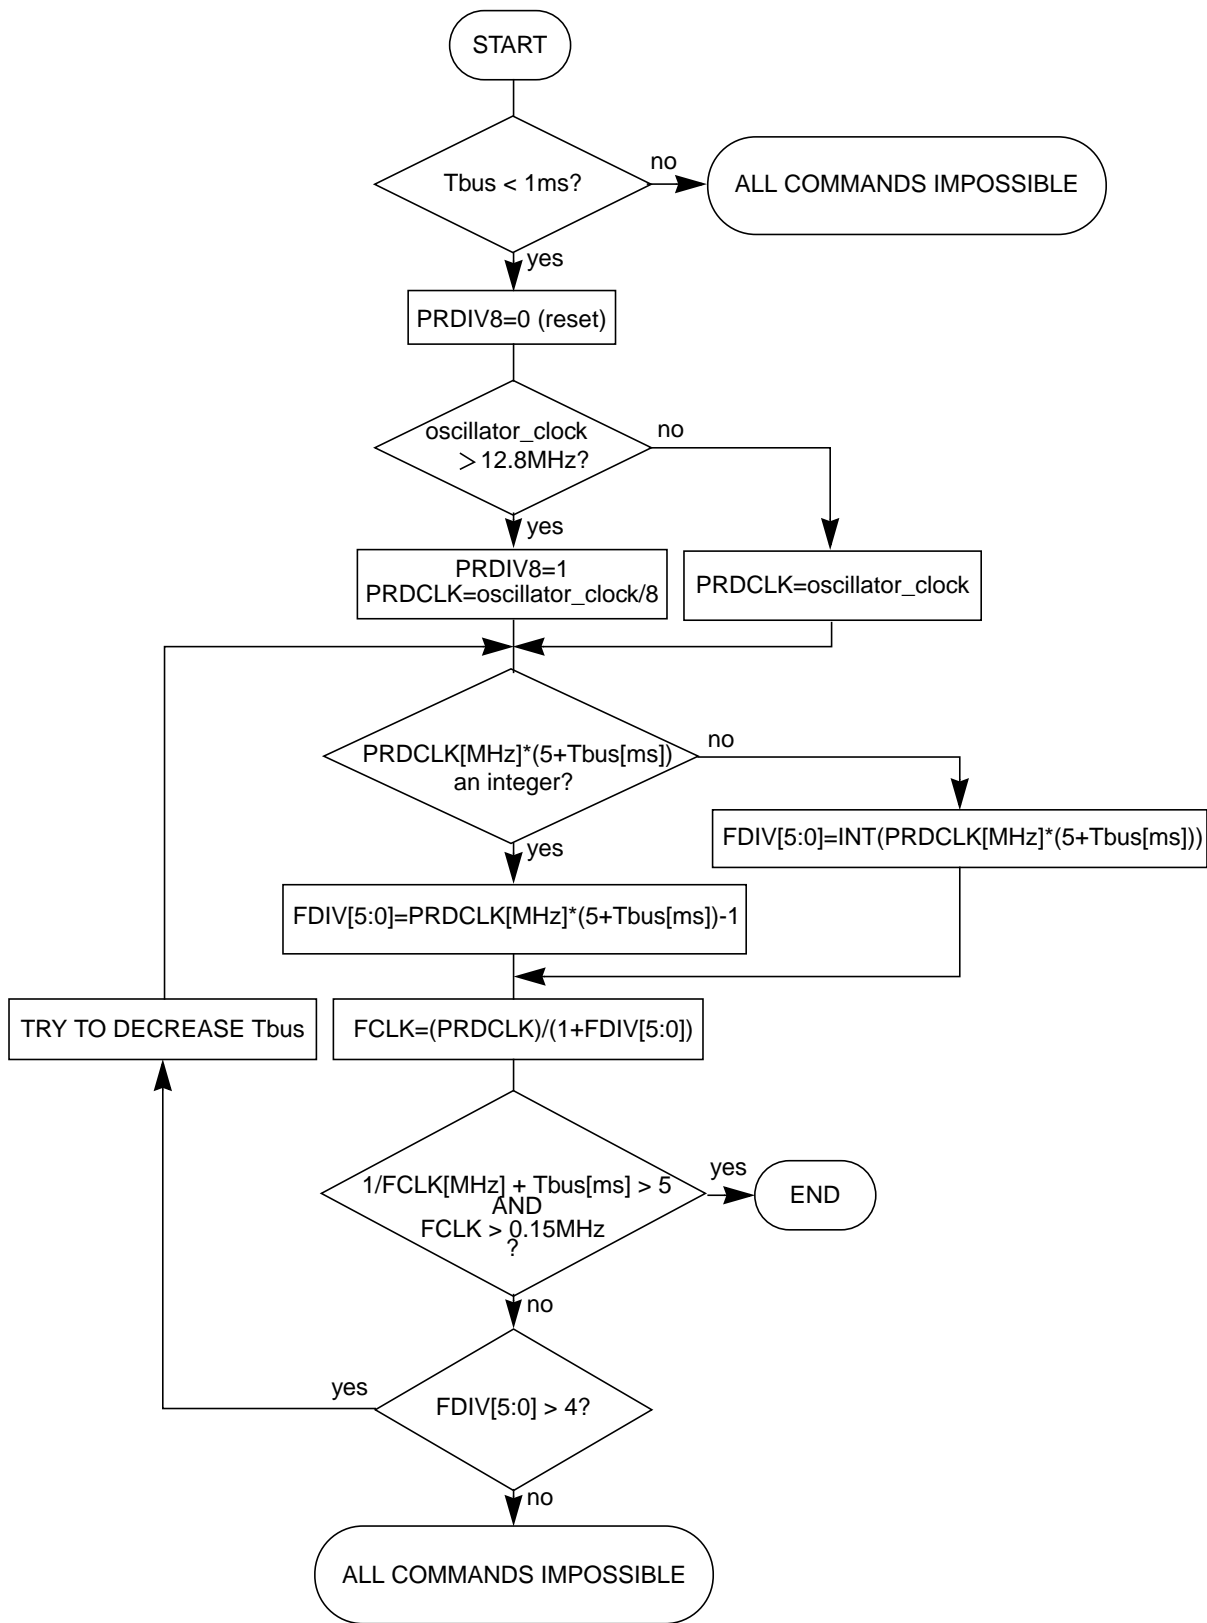 START
Tbus < 1ms?
no
ALL COMMANDS IMPOSSIBLE
yes
PRDIV8=0 (reset)
oscillator_clock
>12.8MHz?
no
yes
PRDIV8=1
PRDCLK=oscillator_clock/8
PRDCLK=oscillator_clock
PRDCLK[MHz]*(5+Tbus[ms])
an integer?
no
yes
FDIV[5:0]=INT(PRDCLK[MHz]*(5+Tbus[ms]))
FDIV[5:0]=PRDCLK[MHz]*(5+Tbus[ms])-1
TRY TO DECREASE Tbus
FCLK=(PRDCLK)/(1+FDIV[5:0])
1/FCLK[MHz] + Tbus[ms] > 5
AND
FCLK > 0.15MHz
?
yes
END
no
FDIV[5:0] > 4?
yes
no
ALL COMMANDS IMPOSSIBLE